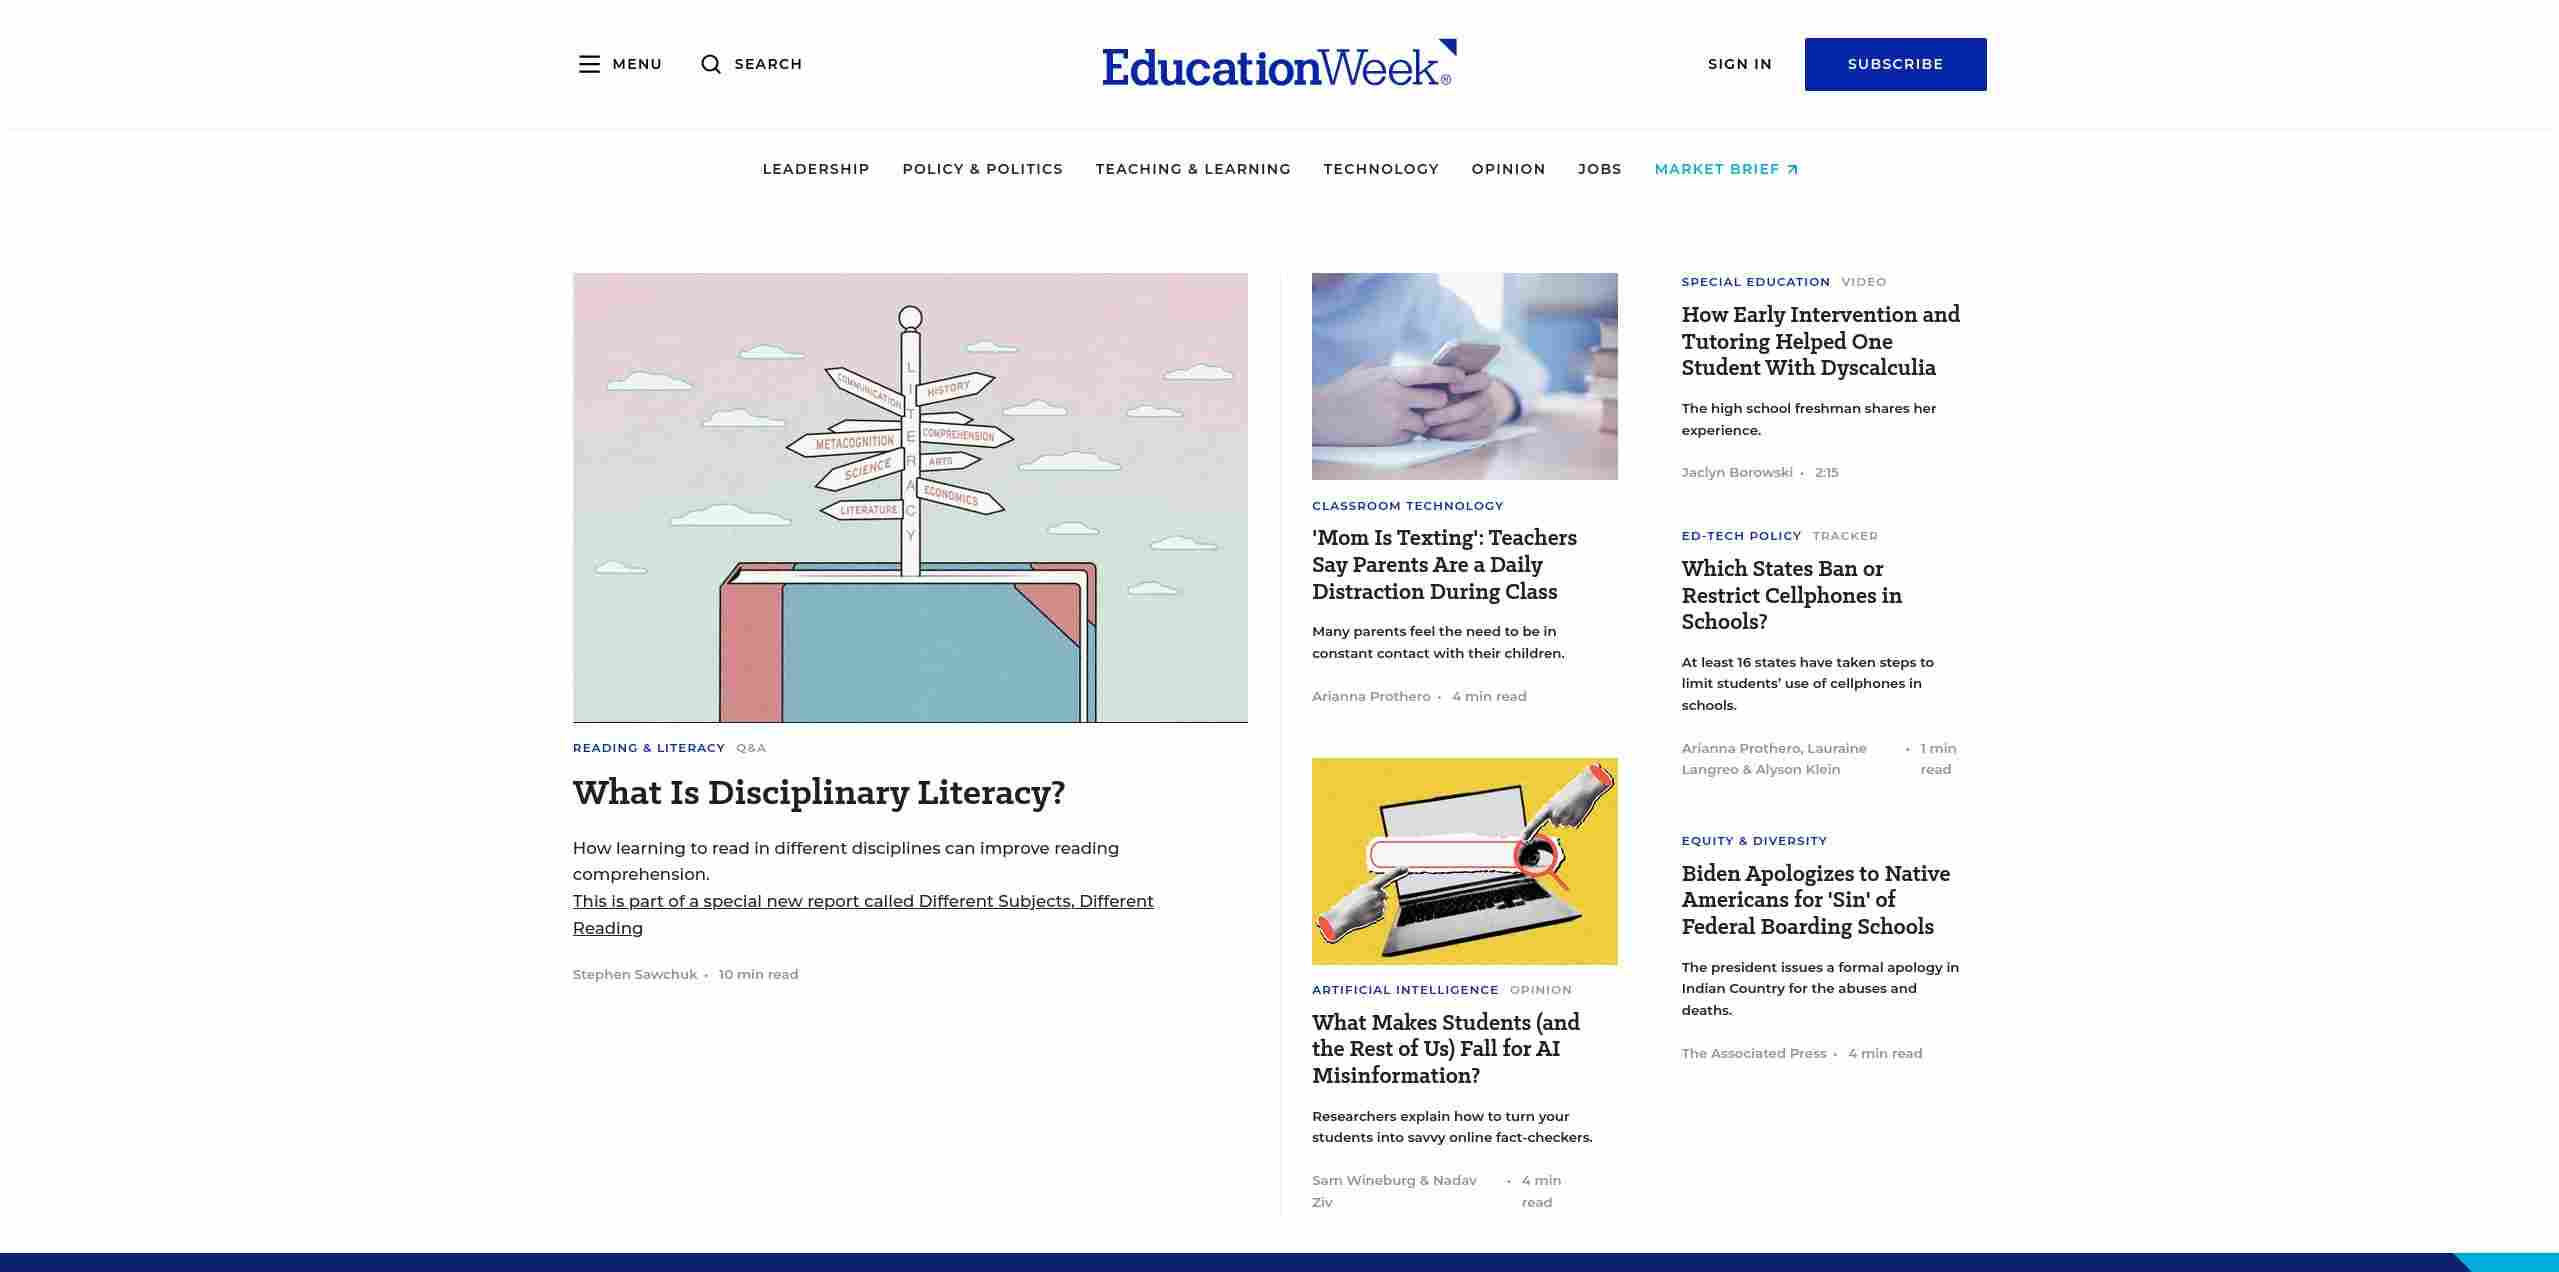 MENU
SEARCH
EducationWeek®
SIGN IN
SUBSCRIBE
LEADERSHIP
POLICY & POLITICS
TEACHING & LEARNING
TECHNOLOGY
OPINION
JOBS
MARKET BRIEF
LITERACY
COMMUNICATION
HISTORY
METACOGNITION
COMPREHENSION
SCIENCE
ARTS
ECONOMICS
LITERATURE
READING & LITERACY Q&A
What Is Disciplinary Literacy?
How learning to read in different disciplines can improve reading
comprehension.
This is part of a special new report called Different Subjects, Different
Reading
Stephen Sawchuk • 10 min read
CLASSROOM TECHNOLOGY
'Mom Is Texting': Teachers
Say Parents Are a Daily
Distraction During Class
Many parents feel the need to be in
constant contact with their children.
Arianna Prothero • 4 min read
ARTIFICIAL INTELLIGENCE OPINION
What Makes Students (and
the Rest of Us) Fall for AI
Misinformation?
Researchers explain how to turn your
students into savvy online fact-checkers.
Sam Wineburg & Nadav • 4 min
Ziv read
SPECIAL EDUCATION VIDEO
How Early Intervention and
Tutoring Helped One
Student With Dyscalculia
The high school freshman shares her
experience.
Jaclyn Borowski • 2:15
ED-TECH POLICY TRACKER
Which States Ban or
Restrict Cellphones in
Schools?
At least 16 states have taken steps to
limit students’ use of cellphones in
schools.
Arianna Prothero, Lauraine • 1 min
Langreo & Alyson Klein read
EQUITY & DIVERSITY
Biden Apologizes to Native
Americans for 'Sin' of
Federal Boarding Schools
The president issues a formal apology in
Indian Country for the abuses and
deaths.
The Associated Press • 4 min read